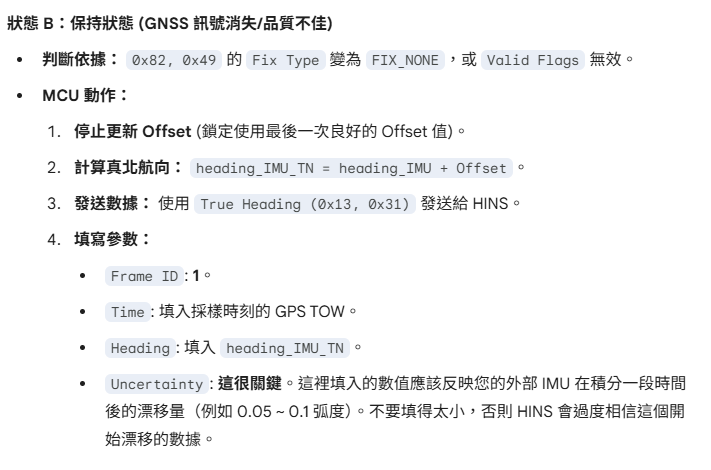 狀態 B：保持狀態 (GNSS 訊號消失/品質不佳)
• 判斷依據： 0x82, 0x49 的 Fix Type 變為 FIX_NONE ，或 Valid Flags 無效。
• MCU 動作：
1. 停止更新 Offset (鎖定使用最後一次良好的 Offset 值)。
2. 計算真北航向： heading_IMU_TN = heading_IMU + Offset 。
3. 發送數據： 使用 True Heading (0x13, 0x31) 發送給 HINS。
4. 填寫參數：
• Frame ID : 1。
• Time : 填入採樣時刻的 GPS TOW。
• Heading : 填入 heading_IMU_TN 。
• Uncertainty : 這很關鍵。這裡填入的數值應該反映您的外部 IMU 在積分一段時間
後的漂移量（例如 0.05 ~ 0.1 弧度）。不要填得太小，否則 HINS 會過度相信這個開
始漂移的數據。